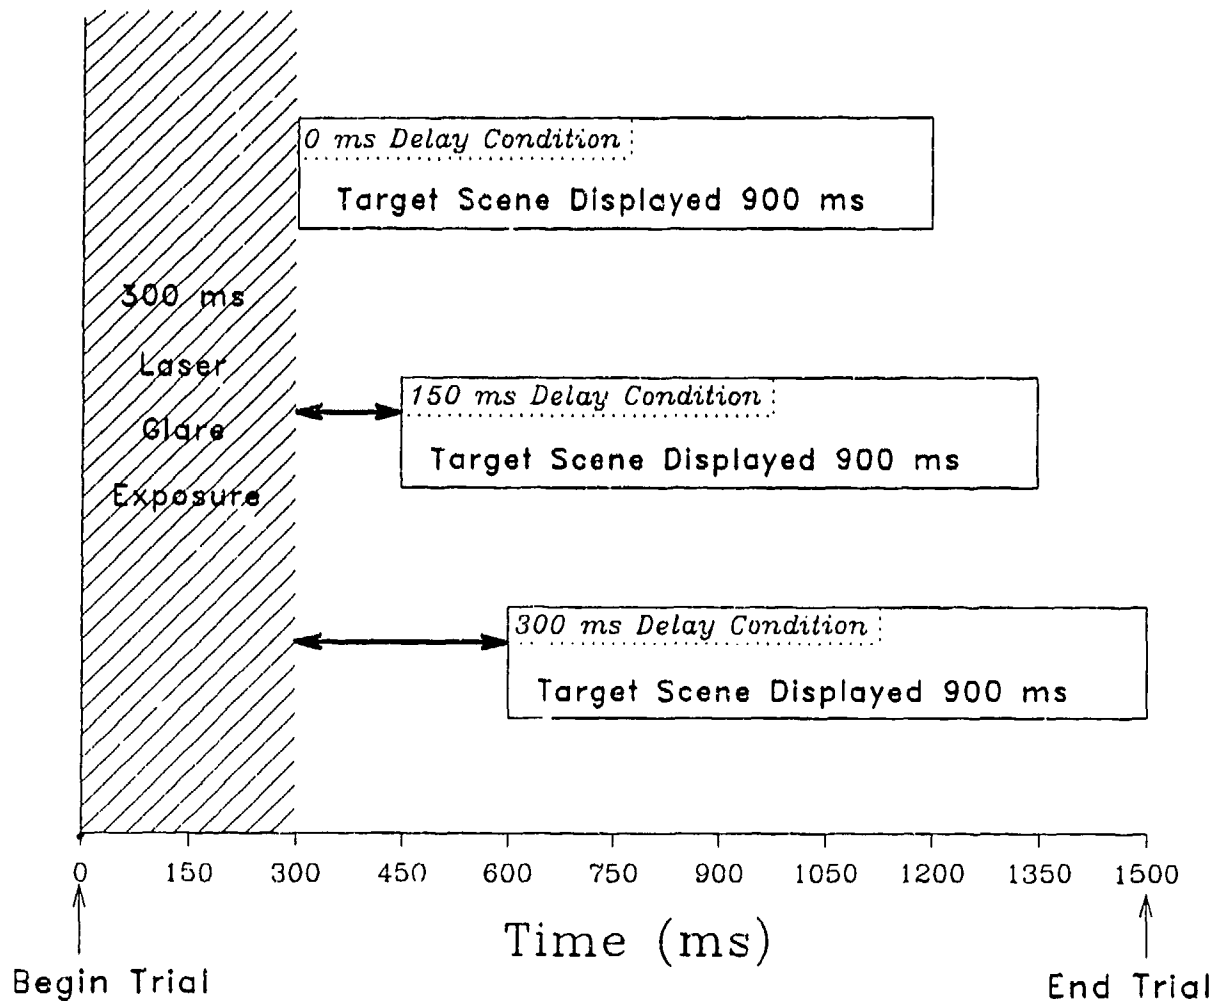 0 ms Delay Condition
Target Scene Displayed 900 ms
300 ms
Laser
Glare
Exposure
150 ms Delay Condition
Target Scene Displayed 900 ms
300 ms Delay Condition
Target Scene Displayed 900 ms
0 150 300 450 600 750 900 1050 1200 1350 1500
Time (ms)
Begin Trial
End Trial